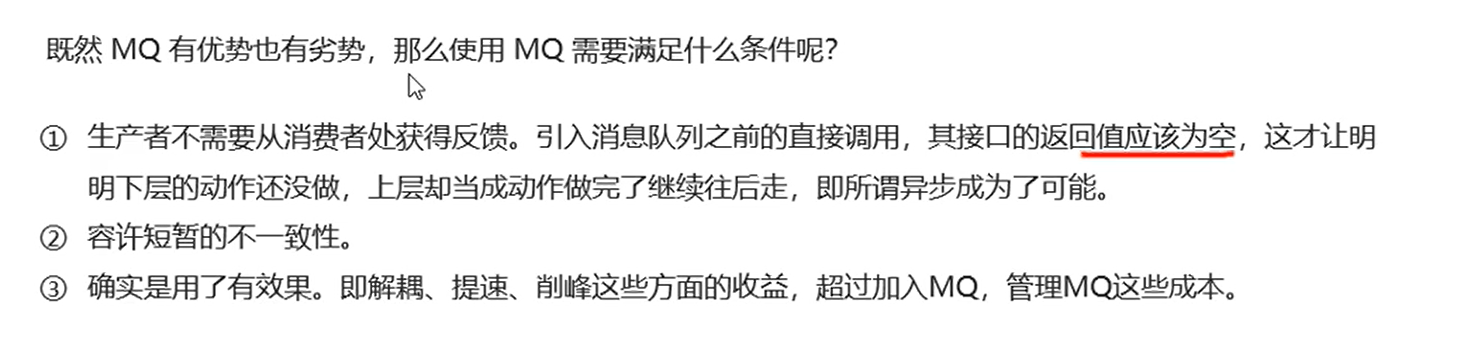 既然 MQ 有优势也有劣势，那么使用 MQ 需要满足什么条件呢？
① 生产者不需要从消费者处获得反馈。引入消息队列之前的直接调用，其接口的返回值应该为空，这才让明
明下层的动作还没做，上层却当成动作做完了继续往后走，即所谓异步成为了可能。
② 容许短暂的不一致性。
③ 确实是用了有效果。即解耦、提速、削峰这些方面的收益，超过加入MQ，管理MQ这些成本。